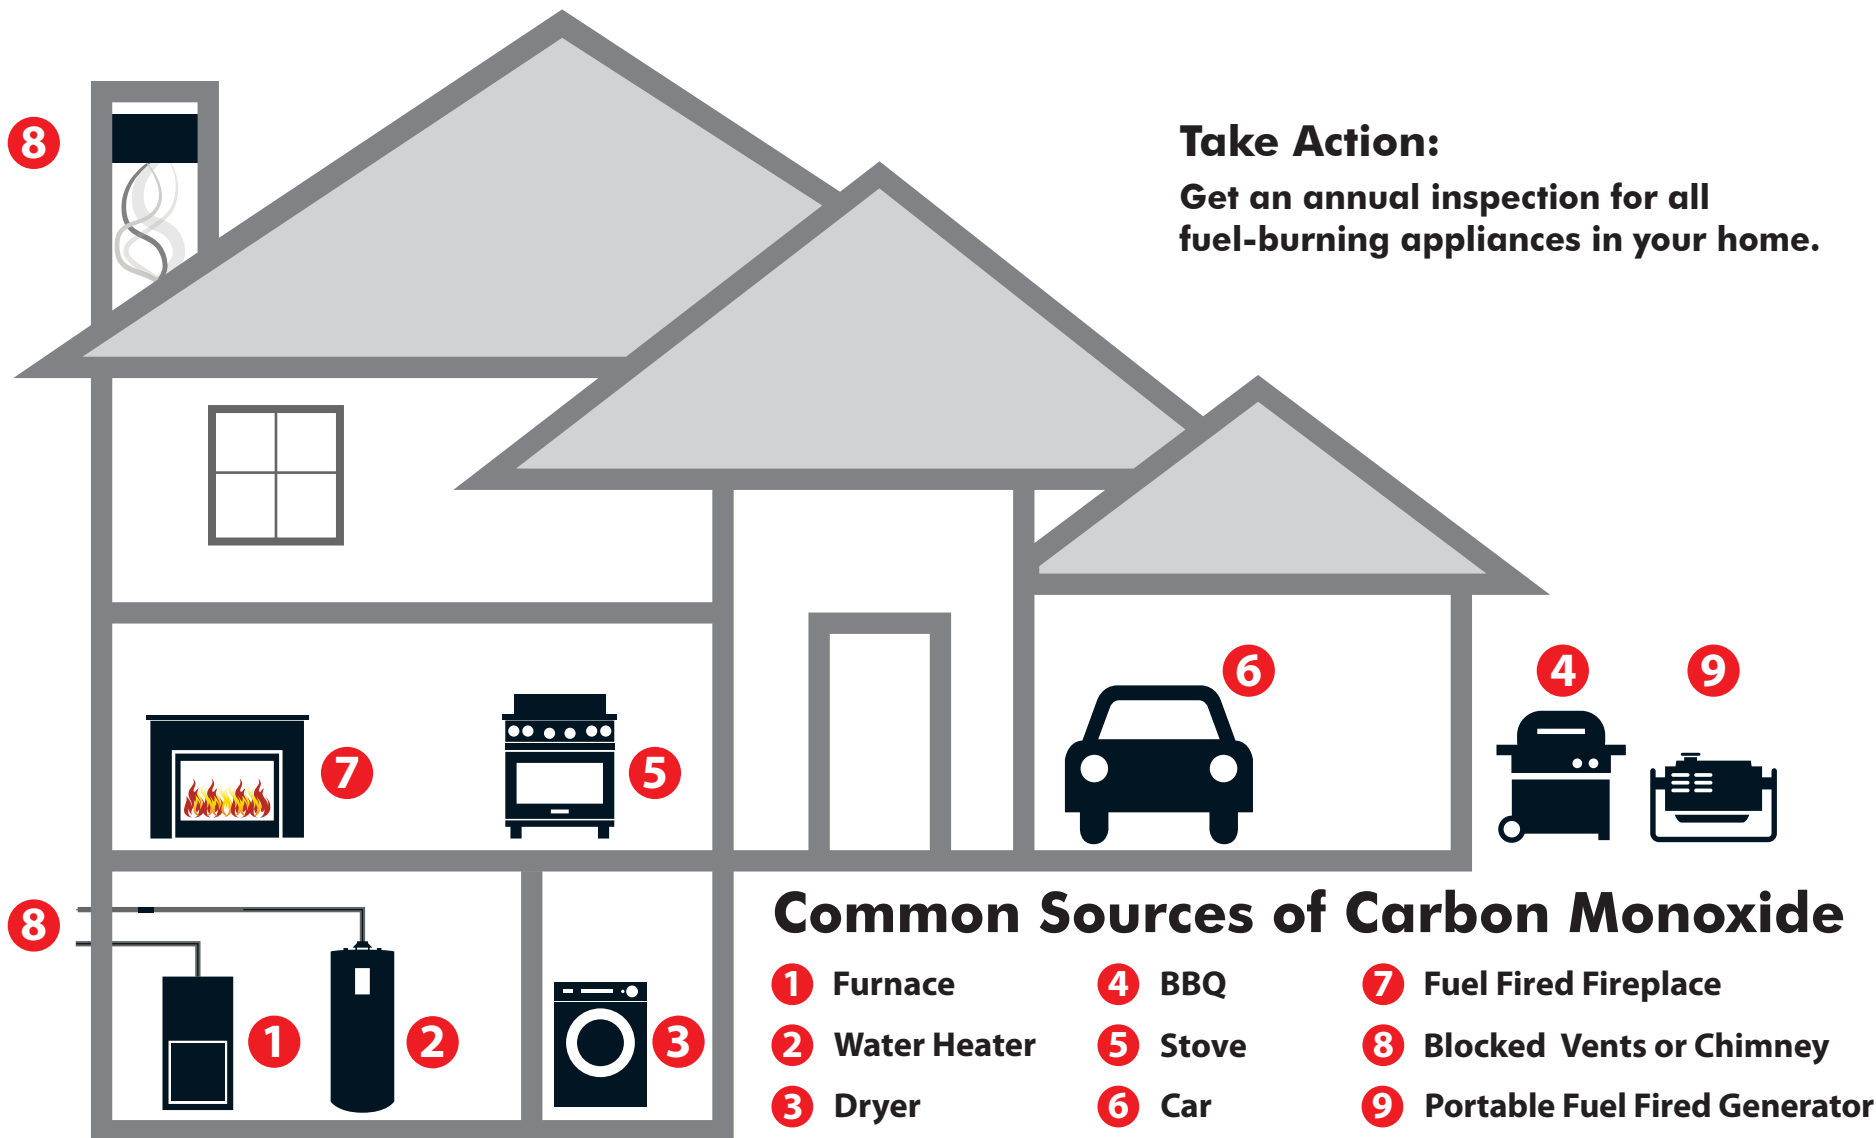 8
Take Action:
Get an annual inspection for all
fuel-burning appliances in your home.
6
4
9
7
5
8
1
2
3
Common Sources of Carbon Monoxide
1 Furnace
2 Water Heater
3 Dryer
4 BBQ
5 Stove
6 Car
7 Fuel Fired Fireplace
8 Blocked Vents or Chimney
9 Portable Fuel Fired Generator